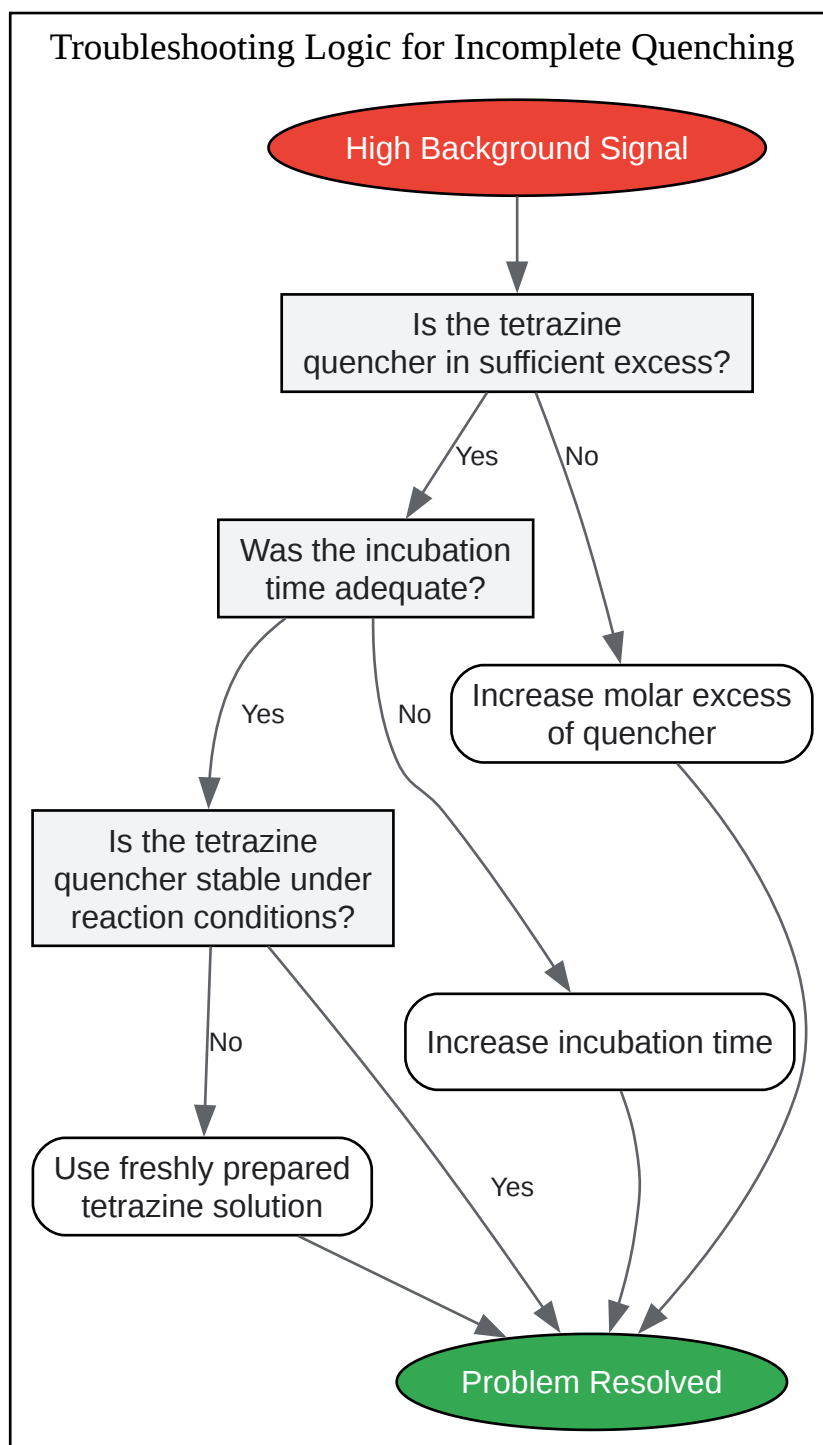 Troubleshooting Logic for Incomplete Quenching
High Background Signal
Is the tetrazine
quencher in sufficient excess?
Yes
No
Was the incubation
time adequate?
Increase molar excess
of quencher
Yes
No
Is the tetrazine
quencher stable under
reaction conditions?
Increase incubation time
No
Use freshly prepared
tetrazine solution
Yes
Problem Resolved